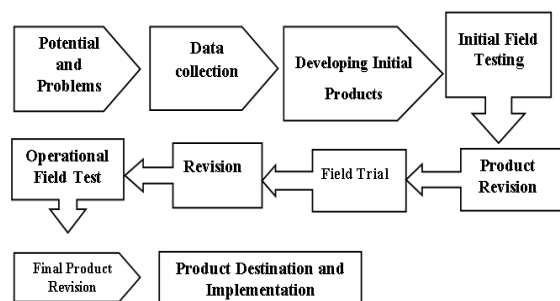 Potential
and
Problems
Data
collection
Developing Initial
Products
Initial Field
Testing
Product
Revision
Field Trial
Revision
Operational
Field Test
Final Product
Revision
Product Destination and
Implementation